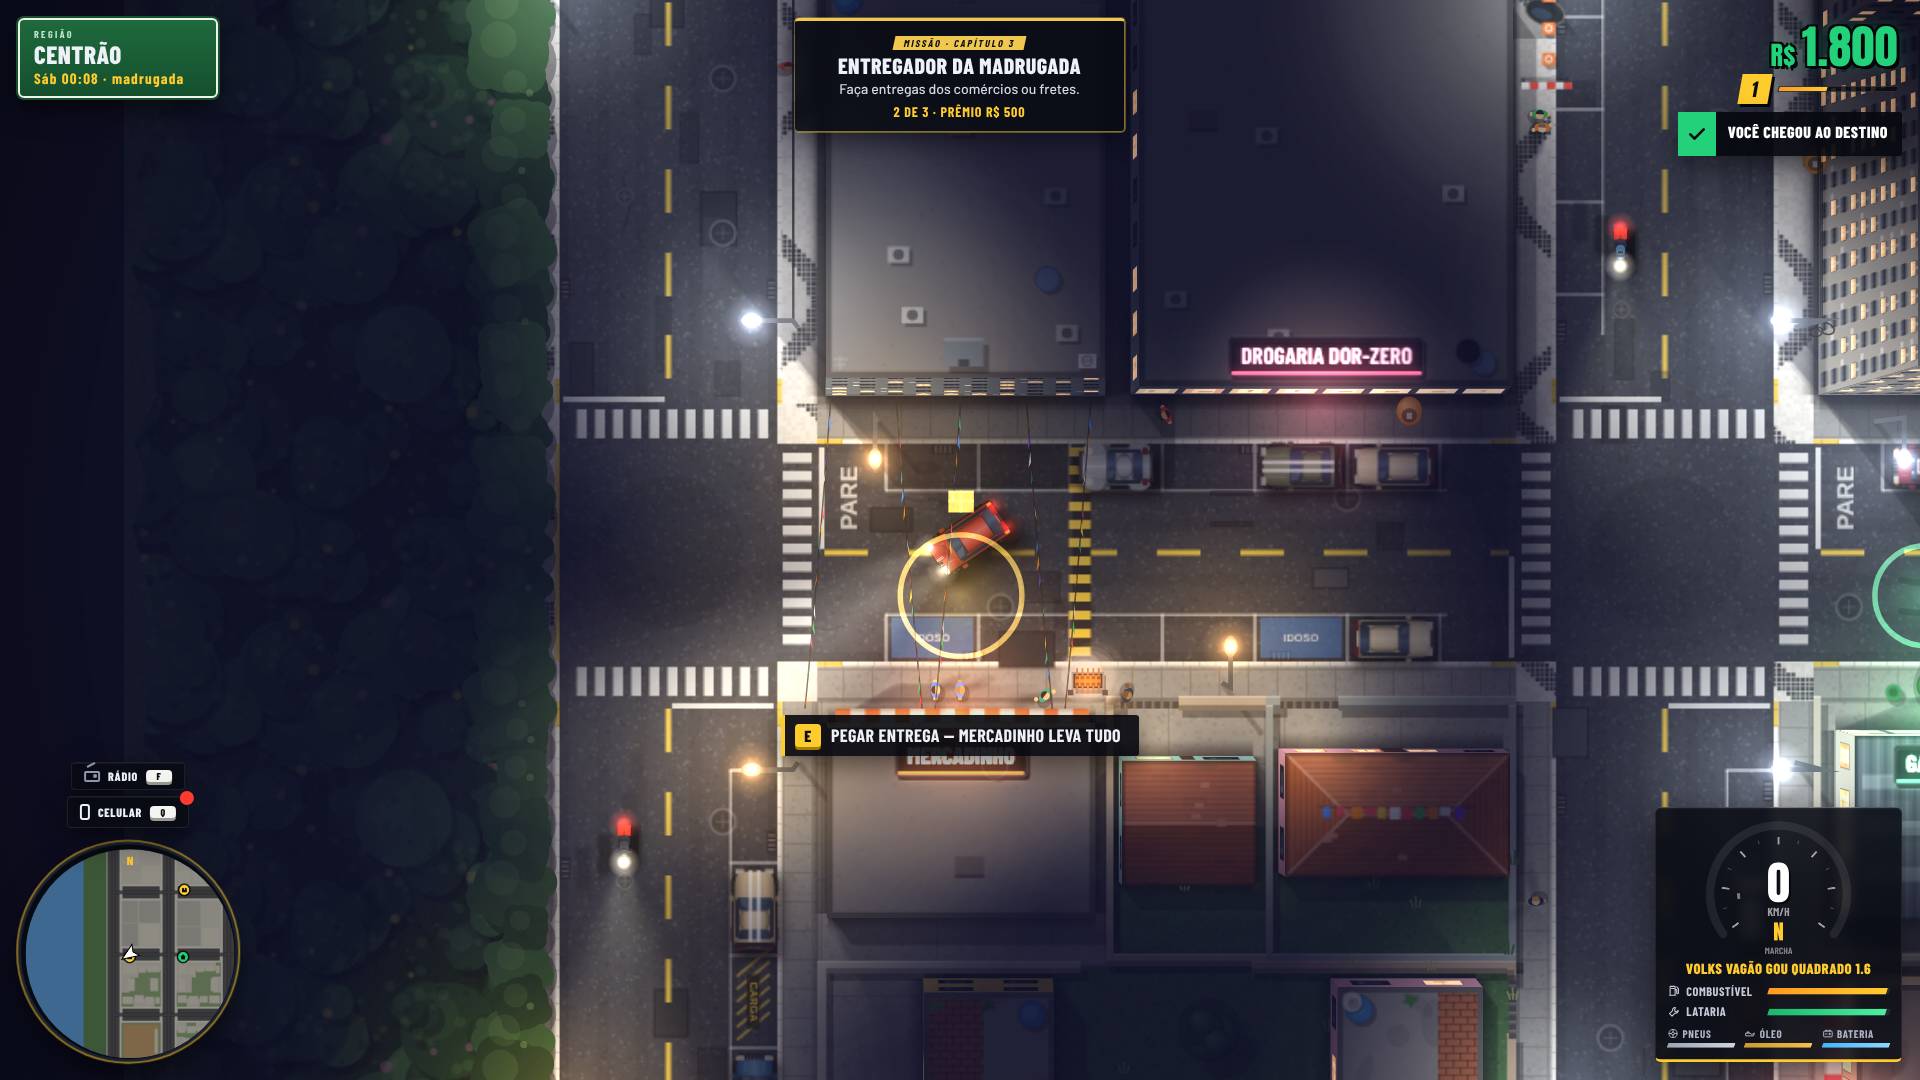 REGIÃO
CENTRÃO
Sáb 00:08 · madrugada
MISSÃO · CAPÍTULO 3
ENTREGADOR DA MADRUGADA
Faça entregas dos comércios ou fretes.
2 DE 3 · PRÊMIO R$ 500
R$ 1.800
1
VOCÊ CHEGOU AO DESTINO
DROGARIA DOR-ZERO
PARE
PARE
IDOSO
IDOSO
E PEGAR ENTREGA — MERCADINHO LEVA TUDO
MERCADINHO
RÁDIO F
CELULAR Q
N
CARGA
0
KM/H
N
MARCHA
VOLKS VAGÃO GOU QUADRADO 1.6
COMBUSTÍVEL
LATARIA
PNEUS ÓLEO BATERIA